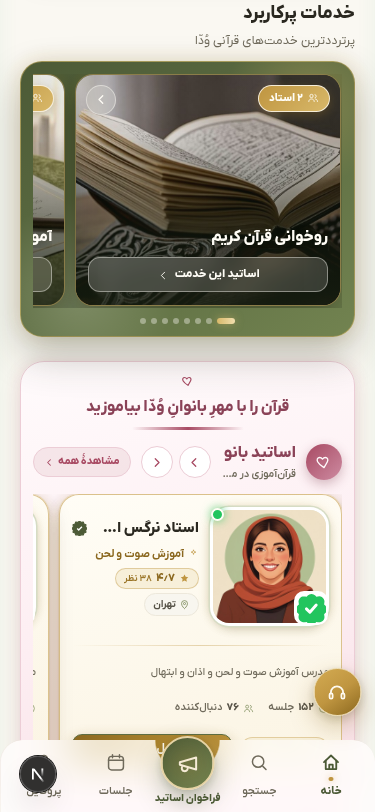 خدمات پرکاربرد
پرترددترین خدمت‌های قرآنی وُدّا
۲ استاد
روخوانی قرآن کریم
آمو
اساتید این خدمت
قرآن را با مهرِ بانوانِ وُدّا بیاموزید
اساتید بانو
قرآن‌آموزی در م...
مشاهدهٔ همه
استاد نرگس ا...
آموزش صوت و لحن
۴٫۷ ۳۸ نظر
تهران
مدرس آموزش صوت و لحن و اذان و ابتهال
۱۵۲ جلسه
۷۶ دنبال‌کننده
خانه
جستجو
فراخوان اساتید
جلسات
پروفایل
N